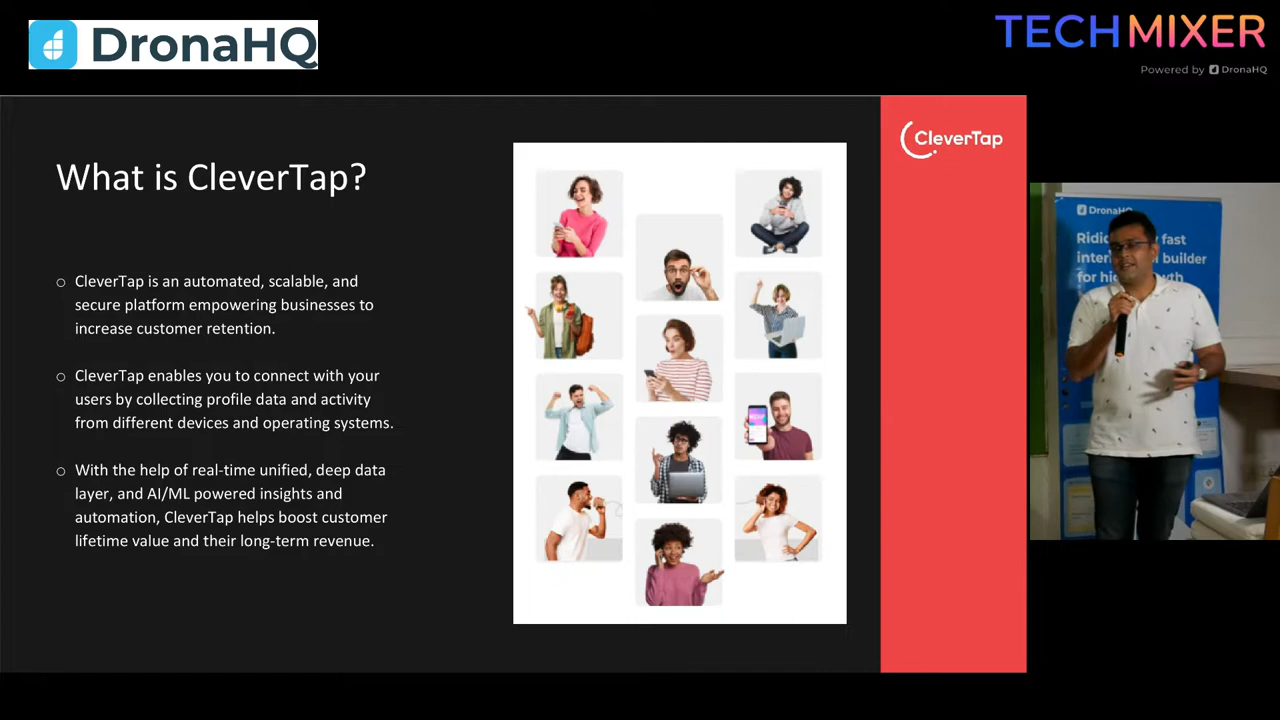 DronaHQ
TECHMIXER
Powered by DronaHQ
What is CleverTap?
○ CleverTap is an automated, scalable, and
secure platform empowering businesses to
increase customer retention.
○ CleverTap enables you to connect with your
users by collecting profile data and activity
from different devices and operating systems.
○ With the help of real-time unified, deep data
layer, and AI/ML powered insights and
automation, CleverTap helps boost customer
lifetime value and their long-term revenue.
CleverTap
DronaHQ
fast
builder
for